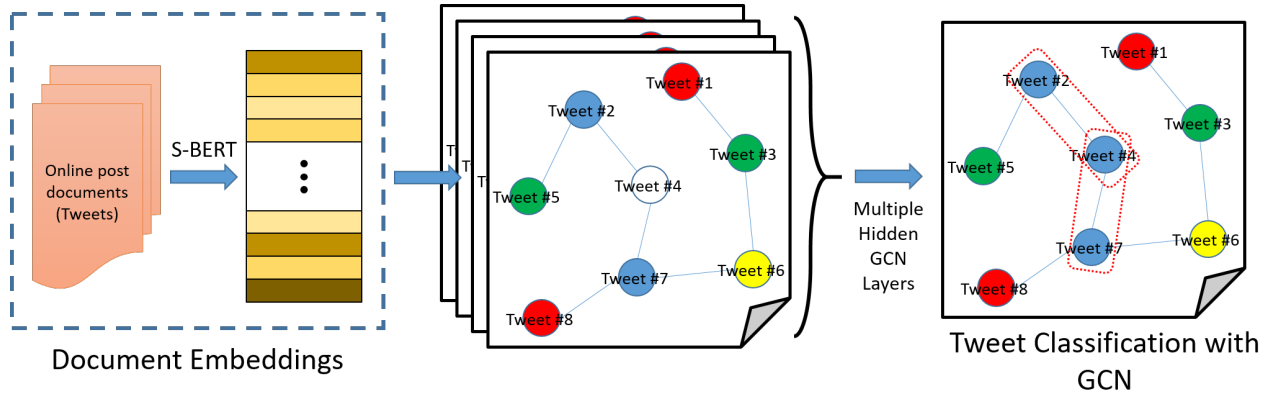 Online post
documents
(Tweets)
S-BERT
Document Embeddings
T
T
T
Tweet #1
Tweet #2
Tweet #3
Tweet #4
Tweet #5
Tweet #6
Tweet #7
Tweet #8
Multiple
Hidden
GCN
Layers
Tweet #1
Tweet #2
Tweet #3
Tweet #4
Tweet #5
Tweet #6
Tweet #7
Tweet #8
Tweet Classification with
GCN